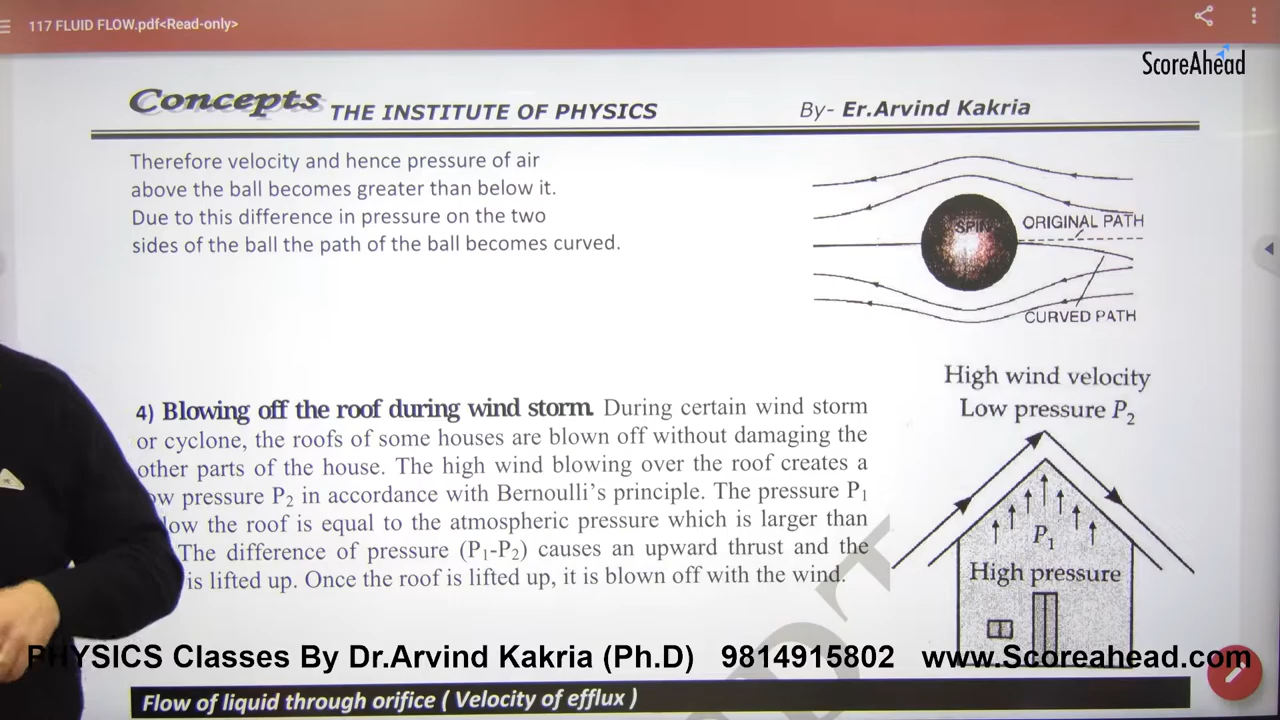 117 FLUID FLOW.pdf<Read-only>
ScoreAhead
Concepts THE INSTITUTE OF PHYSICS By- Er.Arvind Kakria
Therefore velocity and hence pressure of air
above the ball becomes greater than below it.
Due to this difference in pressure on the two
sides of the ball the path of the ball becomes curved.
SPIN
ORIGINAL PATH
CURVED PATH
4) Blowing off the roof during wind storm. During certain wind storm
or cyclone, the roofs of some houses are blown off without damaging the
other parts of the house. The high wind blowing over the roof creates a
pressure P₂ in accordance with Bernoulli's principle. The pressure P₁
the roof is equal to the atmospheric pressure which is larger than
The difference of pressure (P₁-P₂) causes an upward thrust and the
is lifted up. Once the roof is lifted up, it is blown off with the wind.
High wind velocity
Low pressure P₂
P₁
High pressure
PHYSICS Classes By Dr.Arvind Kakria (Ph.D) 9814915802 www.Scoreahead.com
Flow of liquid through orifice ( Velocity of efflux )